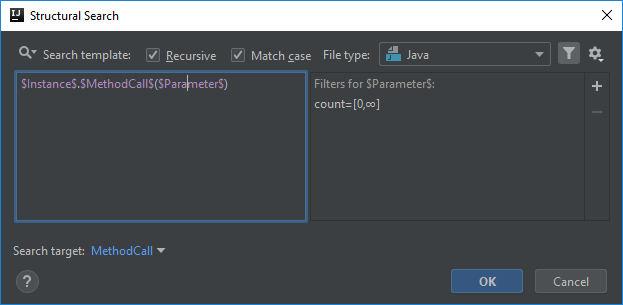 IJ Structural Search
Search template: Recursive Match case File type: Java
$Instance$.$MethodCall$($Parameter$)
Filters for $Parameter$:
count=[0,∞]
Search target: MethodCall
? OK Cancel